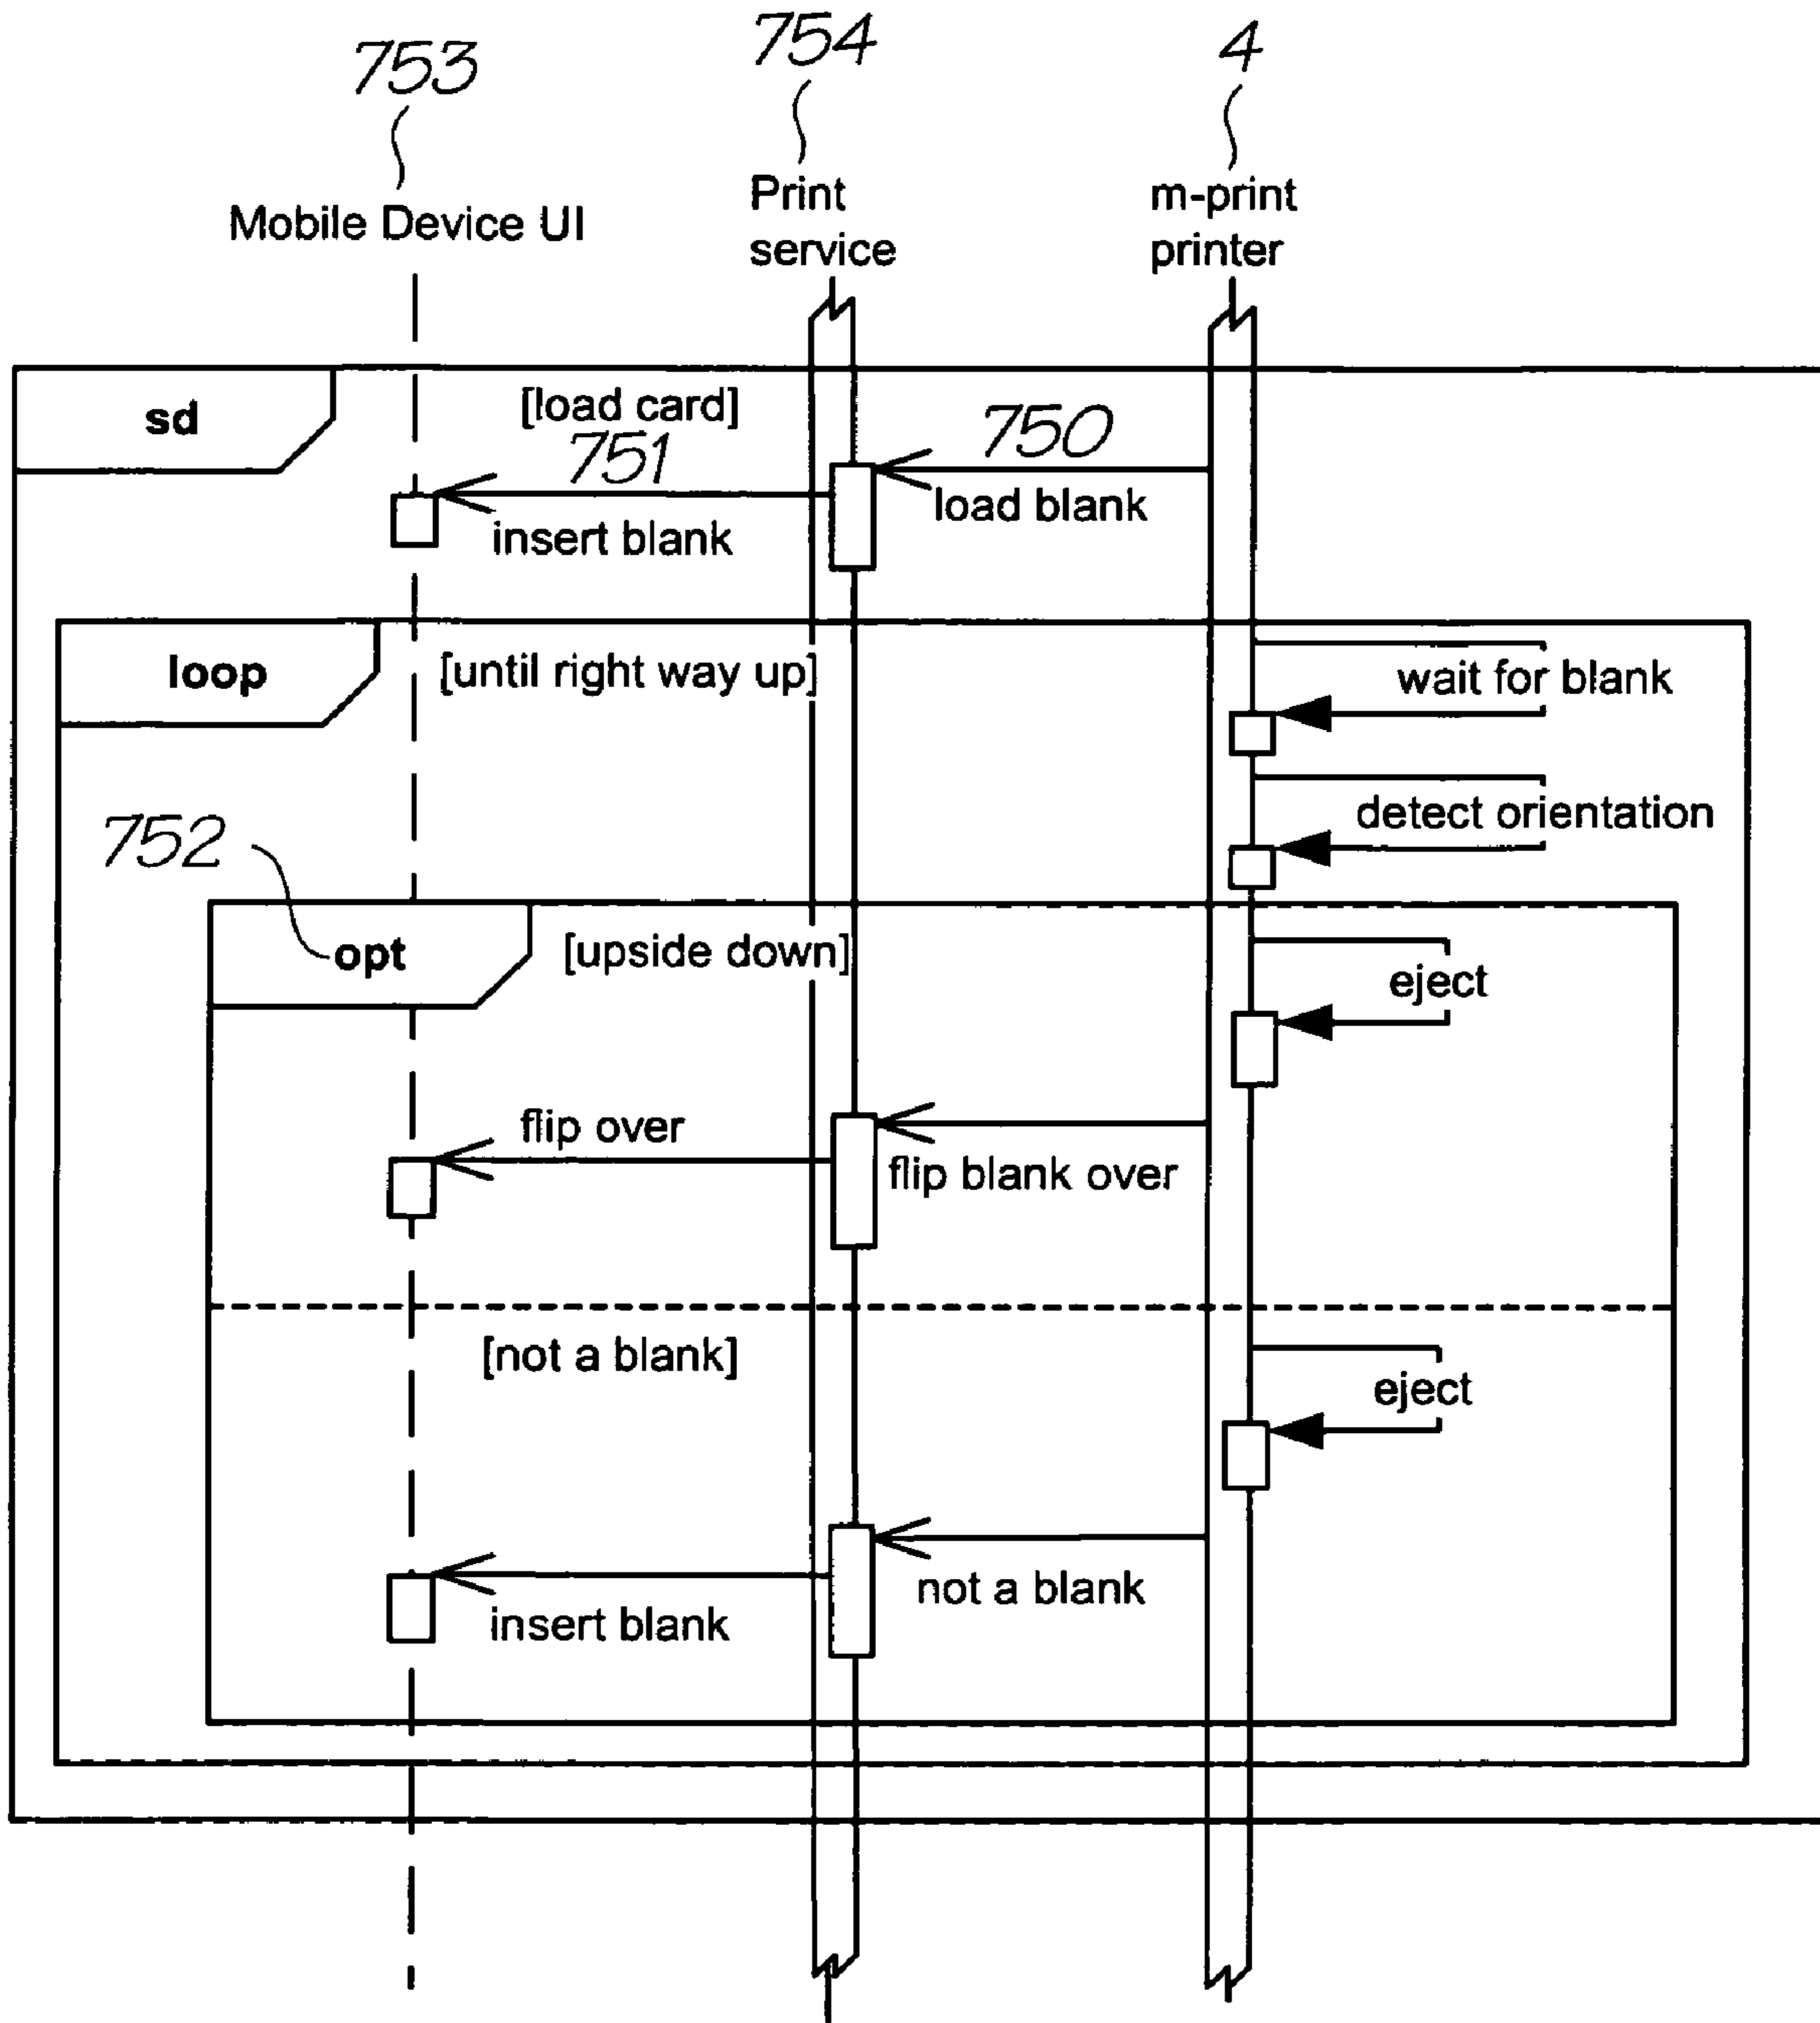 753
754
4
Mobile Device UI
Print
service
m-print
printer
sd
[load card]
751
750
insert blank
load blank
loop
[until right way up]
wait for blank
detect orientation
752
opt
[upside down]
eject
flip over
flip blank over
[not a blank]
eject
not a blank
insert blank